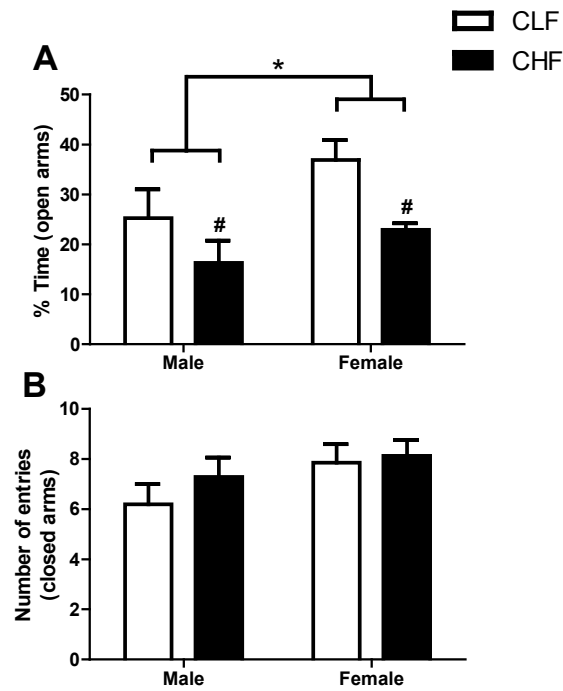 CLF
CHF
A
*
50
40
30
20
10
0
% Time (open arms)
#
#
Male
Female
B
10
8
6
4
2
0
Number of entries
(closed arms)
Male
Female